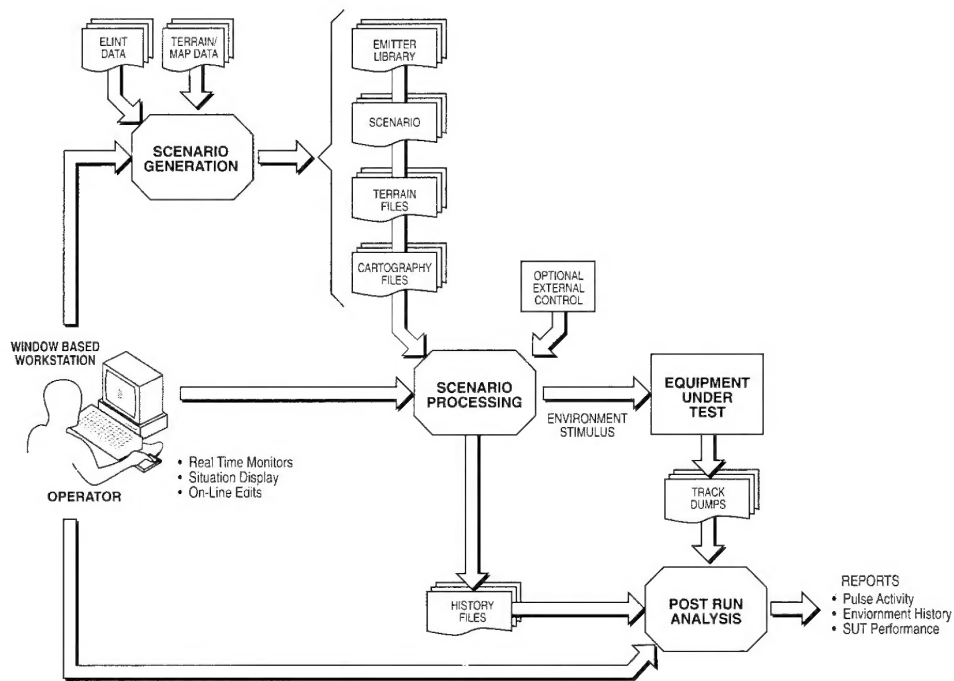 ELINT
DATA
TERRAIN/
MAP DATA
EMITTER
LIBRARY
SCENARIO
GENERATION
SCENARIO
TERRAIN
FILES
CARTOGRAPHY
FILES
OPTIONAL
EXTERNAL
CONTROL
WINDOW BASED
WORKSTATION
SCENARIO
PROCESSING
ENVIRONMENT
STIMULUS
EQUIPMENT
UNDER
TEST
• Real Time Monitors
• Situation Display
• On-Line Edits
OPERATOR
TRACK
DUMPS
HISTORY
FILES
POST RUN
ANALYSIS
REPORTS
• Pulse Activity
• Enviornment History
• SUT Performance